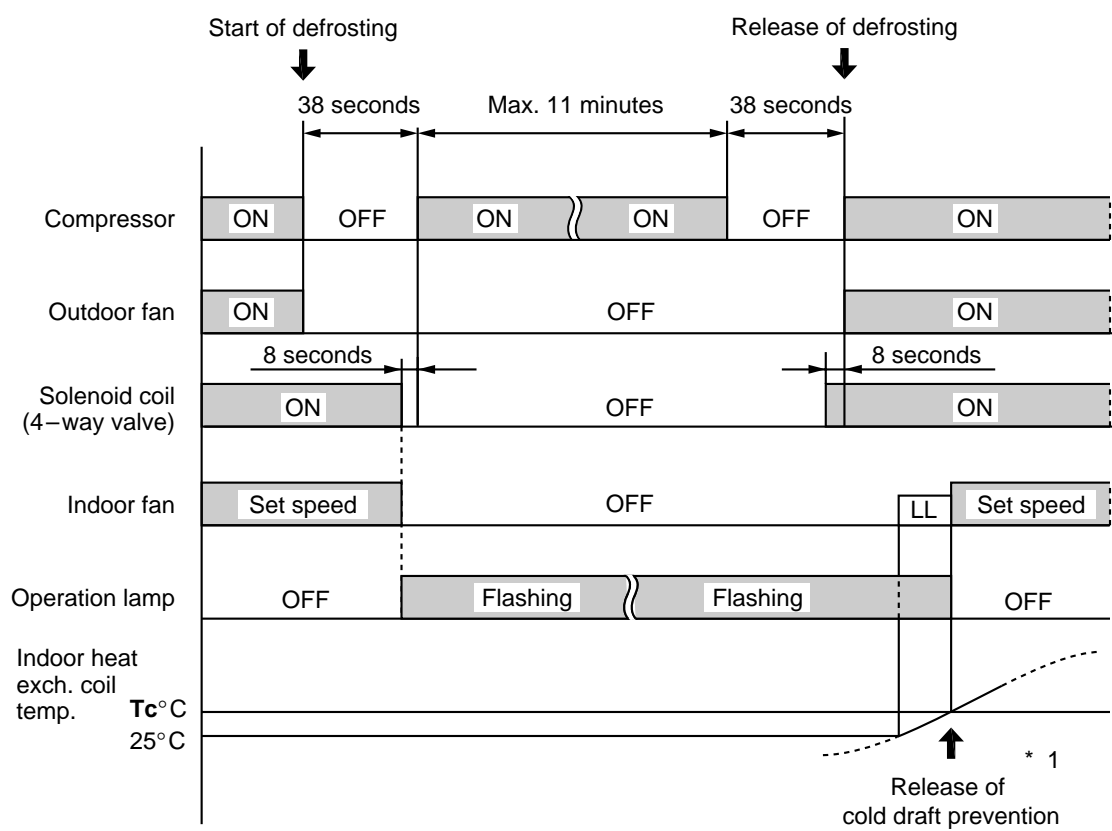 Start of defrosting
Release of defrosting
38 seconds
Max. 11 minutes
38 seconds
Compressor
ON
OFF
ON
ON
OFF
ON
Outdoor fan
ON
OFF
ON
8 seconds
8 seconds
Solenoid coil
(4–way valve)
ON
OFF
ON
Indoor fan
Set speed
OFF
LL
Set speed
Operation lamp
OFF
Flashing
Flashing
OFF
Indoor heat
exch. coil
temp.
Tc°C
25°C
* 1
Release of
cold draft prevention